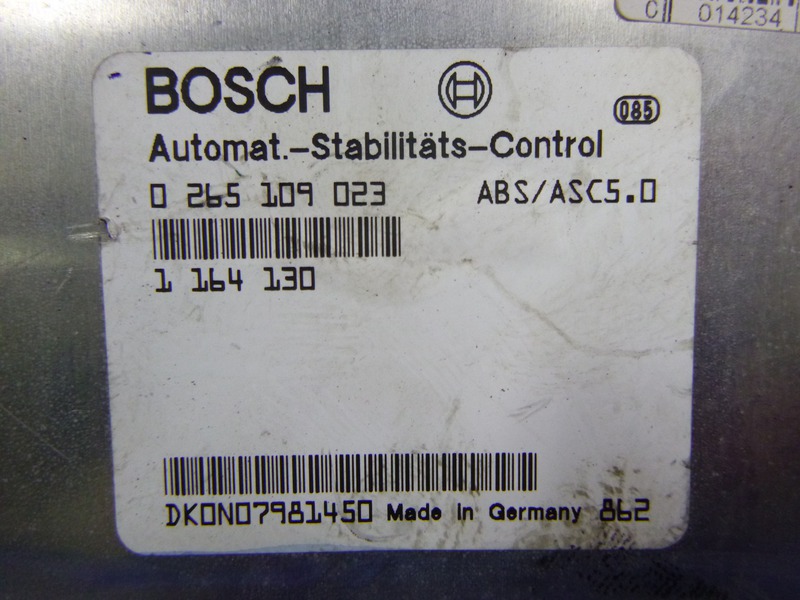 C 014234
BOSCH
085
Automat.-Stabilitäts-Control
0 265 109 023 ABS/ASC5.0
1 164 130
DK0N07981450 Made in Germany 862